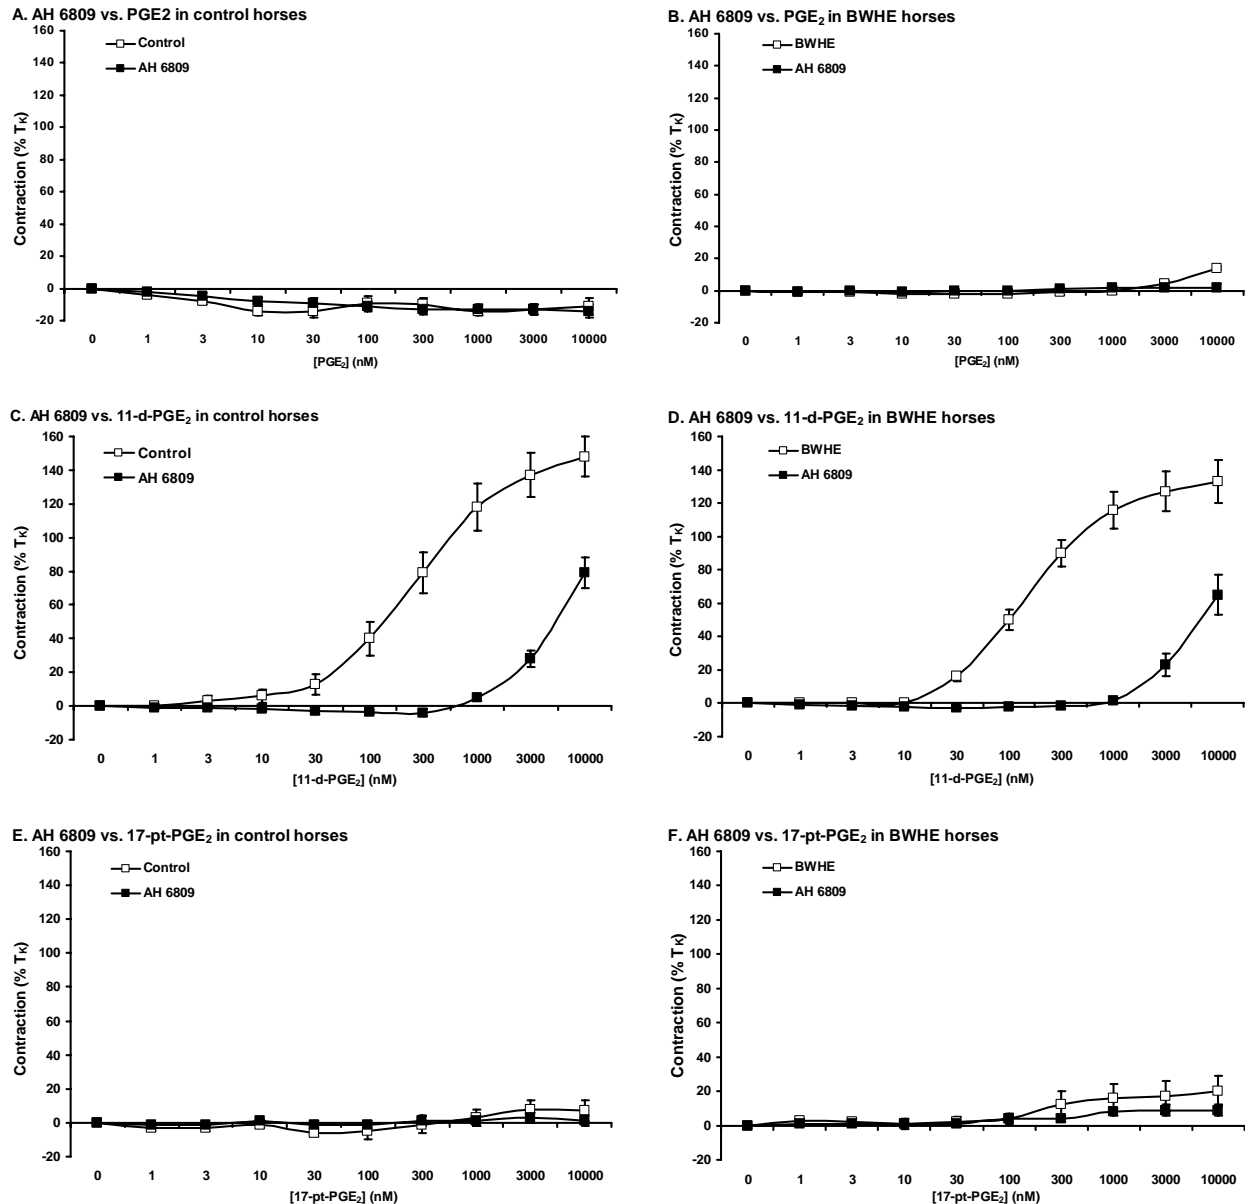 A. AH 6809 vs. PGE2 in control horses
Control
AH 6809
Contraction (% TK)
160
140
120
100
80
60
40
20
0
-20
0 1 3 10 30 100 300 1000 3000 10000
[PGE₂] (nM)
B. AH 6809 vs. PGE₂ in BWHE horses
BWHE
AH 6809
Contraction (% TK)
160
140
120
100
80
60
40
20
0
-20
0 1 3 10 30 100 300 1000 3000 10000
[PGE₂] (nM)
C. AH 6809 vs. 11-d-PGE₂ in control horses
Control
AH 6809
Contraction (% TK)
160
140
120
100
80
60
40
20
0
-20
0 1 3 10 30 100 300 1000 3000 10000
[11-d-PGE₂] (nM)
D. AH 6809 vs. 11-d-PGE₂ in BWHE horses
BWHE
AH 6809
Contraction (% TK)
160
140
120
100
80
60
40
20
0
-20
0 1 3 10 30 100 300 1000 3000 10000
[11-d-PGE₂] (nM)
E. AH 6809 vs. 17-pt-PGE₂ in control horses
Control
AH 6809
Contraction (% TK)
160
140
120
100
80
60
40
20
0
-20
0 1 3 10 30 100 300 1000 3000 10000
[17-pt-PGE₂] (nM)
F. AH 6809 vs. 17-pt-PGE₂ in BWHE horses
BWHE
AH 6809
Contraction (% TK)
160
140
120
100
80
60
40
20
0
-20
0 1 3 10 30 100 300 1000 3000 10000
[17-pt-PGE₂] (nM)